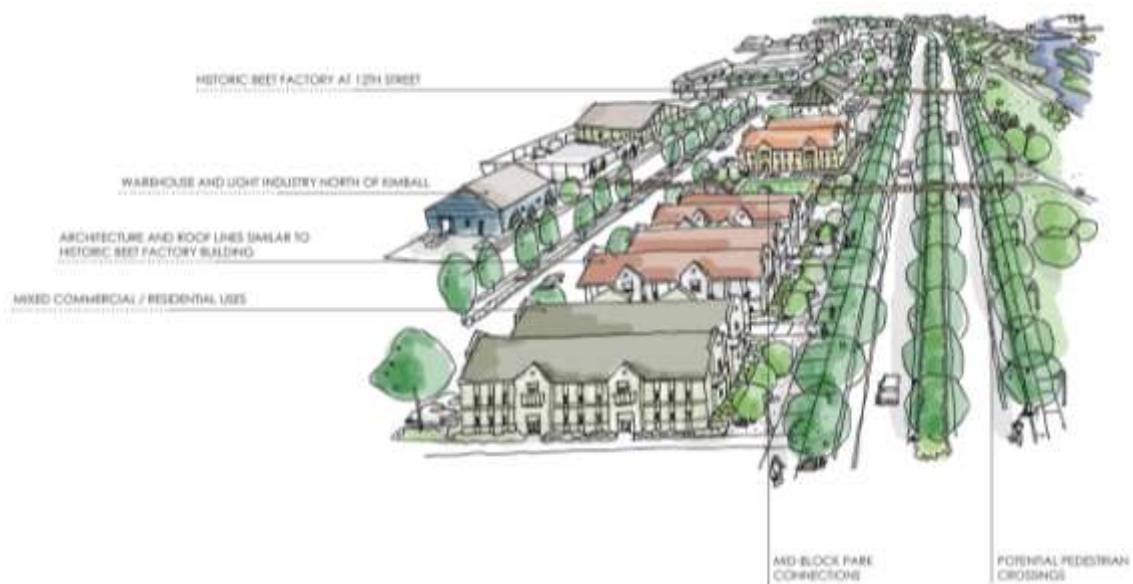 HISTORIC BEET FACTORY AT 12TH STREET
WAREHOUSE AND LIGHT INDUSTRY NORTH OF KIMBALL
ARCHITECTURE AND ROOF LINES SIMILAR TO
HISTORIC BEET FACTORY BUILDING
MIXED COMMERCIAL / RESIDENTIAL USES
MID-BLOCK PARK
CONNECTIONS
POTENTIAL PEDESTRIAN
CROSSINGS